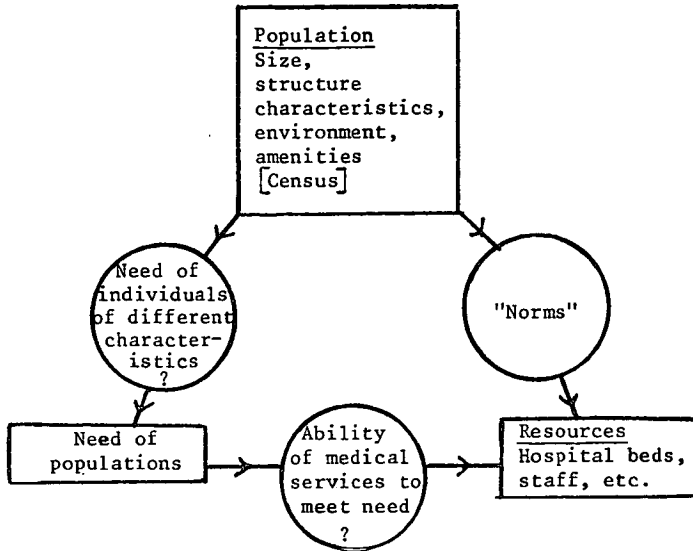 Population
Size,
structure
characteristics,
environment,
amenities
[Census]
Need of
individuals
of different
character-
istics
?
"Norms"
Need of
populations
Ability
of medical
services to
meet need
?
Resources
Hospital beds,
staff, etc.